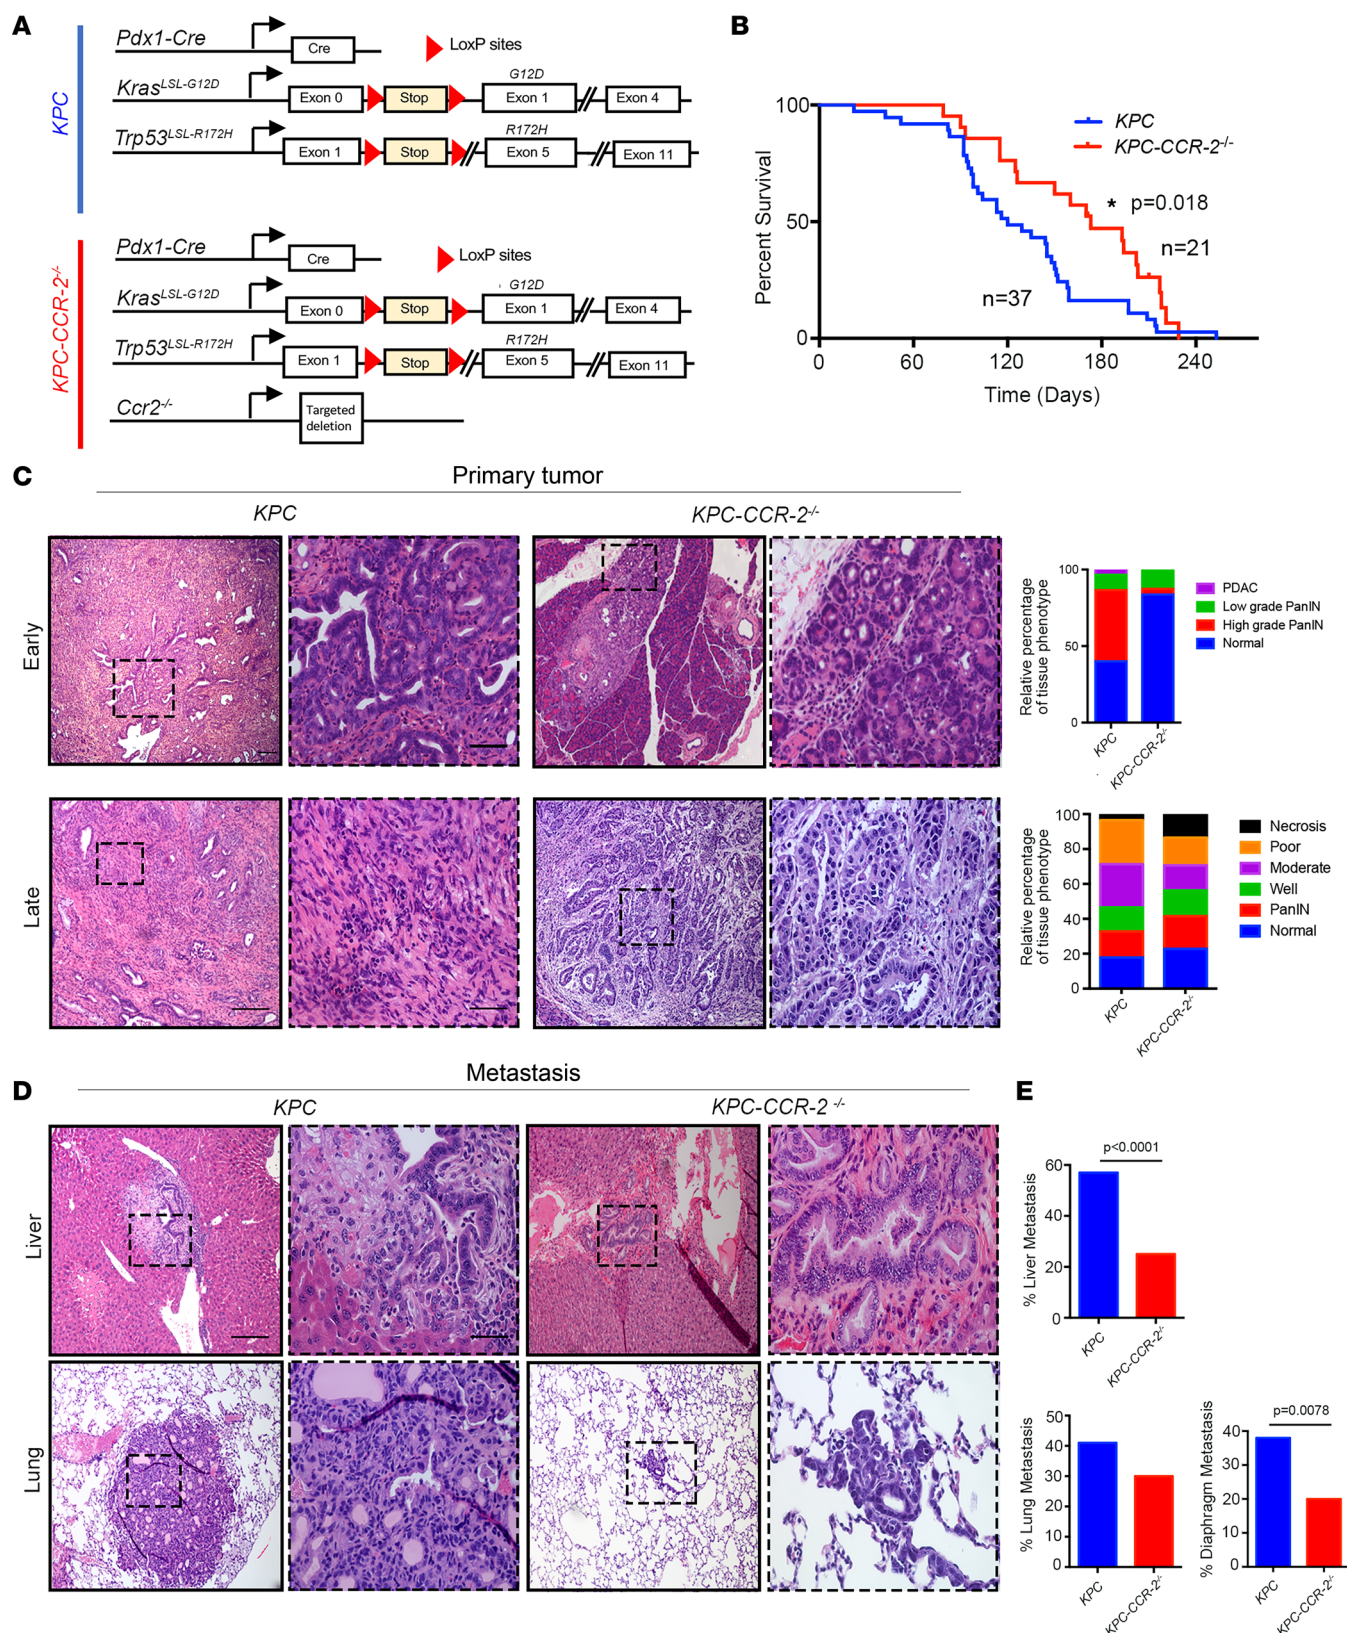 A
KPC
Pdx1-Cre
Cre
LoxP sites
Kras^LSL-G12D
Exon 0
Stop
G12D
Exon 1
Exon 4
Trp53^LSL-R172H
Exon 1
Stop
R172H
Exon 5
Exon 11
KPC-CCR-2-/-
Pdx1-Cre
Cre
LoxP sites
Kras^LSL-G12D
Exon 0
Stop
G12D
Exon 1
Exon 4
Trp53^LSL-R172H
Exon 1
Stop
R172H
Exon 5
Exon 11
Ccr2-/-
Targeted
deletion
B
Percent Survival
100
50
0
0 60 120 180 240
Time (Days)
KPC
KPC-CCR-2-/-
* p=0.018
n=21
n=37
C
Primary tumor
KPC
KPC-CCR-2-/-
Early
Late
Relative percentage
of tissue phenotype
100
50
0
KPC
KPC-CCR-2-/-
PDAC
Low grade PanIN
High grade PanIN
Normal
Relative percentage
of tissue phenotype
100
80
60
40
20
0
KPC
KPC-CCR-2-/-
Necrosis
Poor
Moderate
Well
PanIN
Normal
D
Metastasis
KPC
KPC-CCR-2 -/-
Liver
Lung
E
% Liver Metastasis
60
40
20
0
p<0.0001
KPC
KPC-CCR-2-/-
% Lung Metastasis
50
40
30
20
10
0
KPC
KPC-CCR-2-/-
% Diaphragm Metastasis
40
30
20
10
0
p=0.0078
KPC
KPC-CCR-2-/-